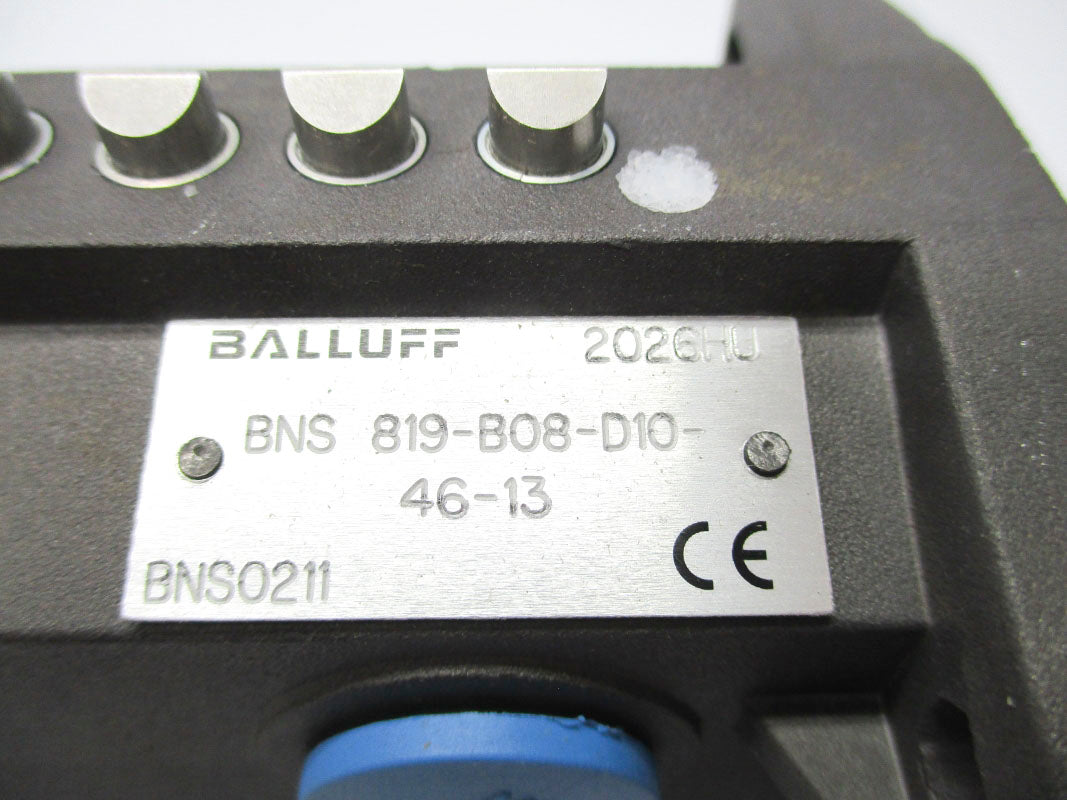 BALLUFF 2026HU
BNS 819-B08-D10-
46-13
BNS0211 CE